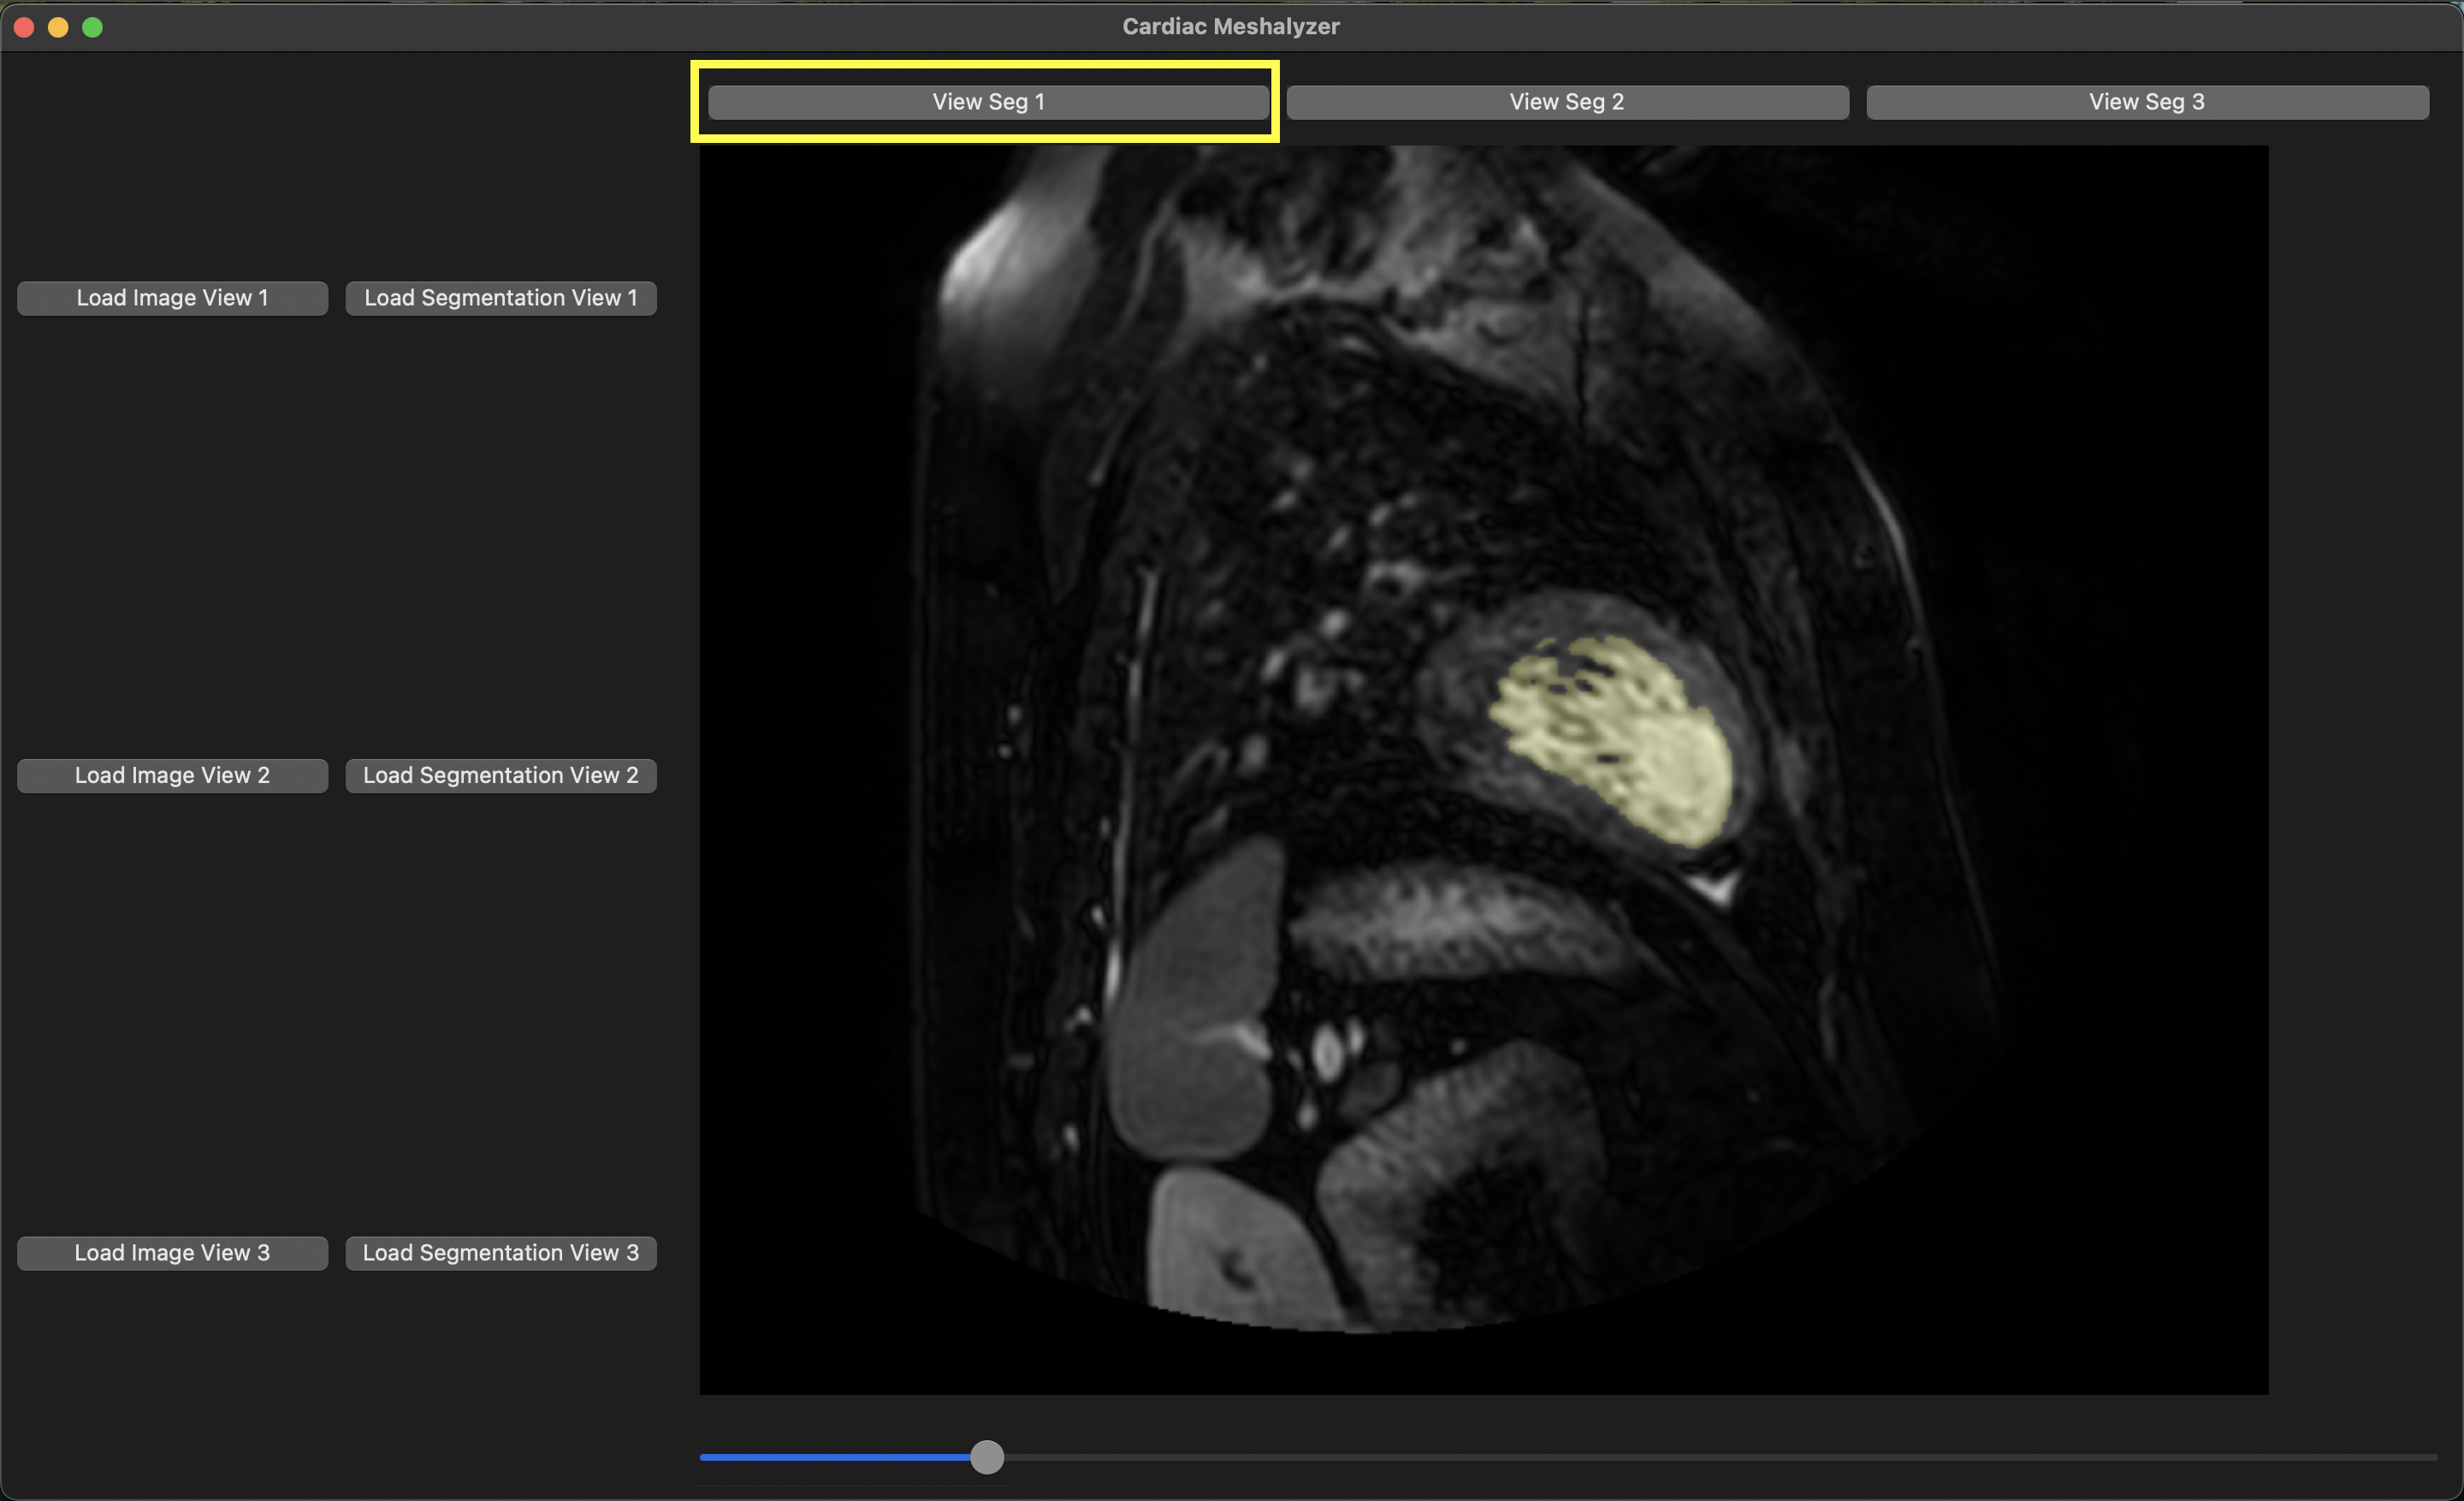 Cardiac Meshalyzer
View Seg 1
View Seg 2
View Seg 3
Load Image View 1
Load Segmentation View 1
Load Image View 2
Load Segmentation View 2
Load Image View 3
Load Segmentation View 3